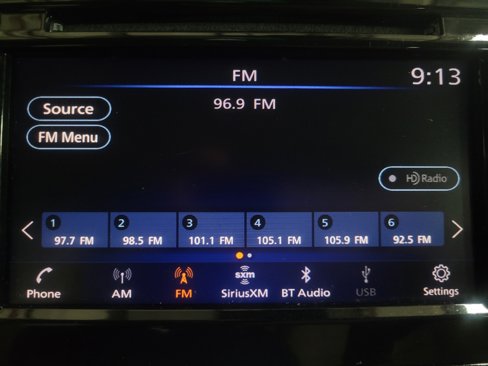 FM
9:13
Source
96.9 FM
FM Menu
HD Radio
1 2 3 4 5 6
97.7 FM 98.5 FM 101.1 FM 105.1 FM 105.9 FM 92.5 FM
sxm
Phone AM FM SiriusXM BT Audio USB Settings